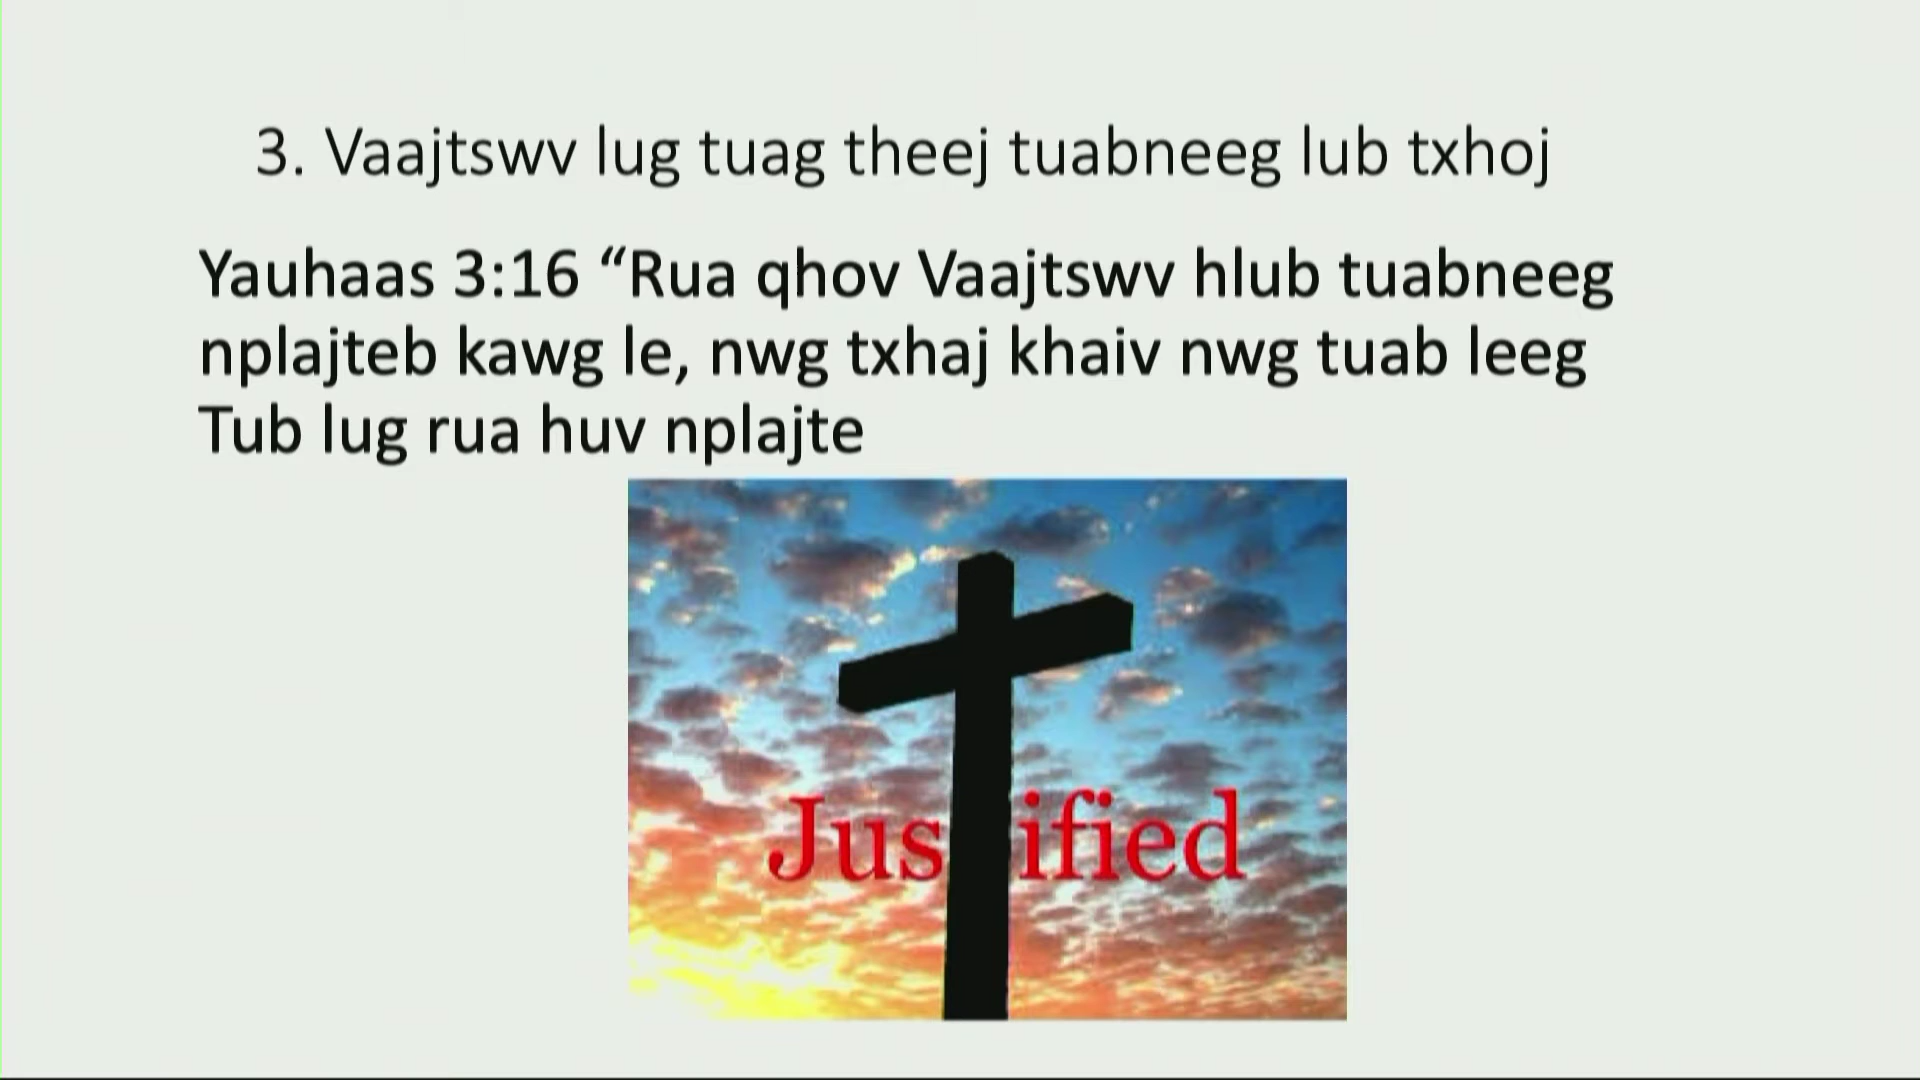 3. Vaajtswv lug tuag theej tuabneeg lub txhoj
Yauhaas 3:16 “Rua qhov Vaajtswv hlub tuabneeg
nplajteb kawg le, nwg txhaj khaiv nwg tuab leeg
Tub lug rua huv nplajte
Jus ified